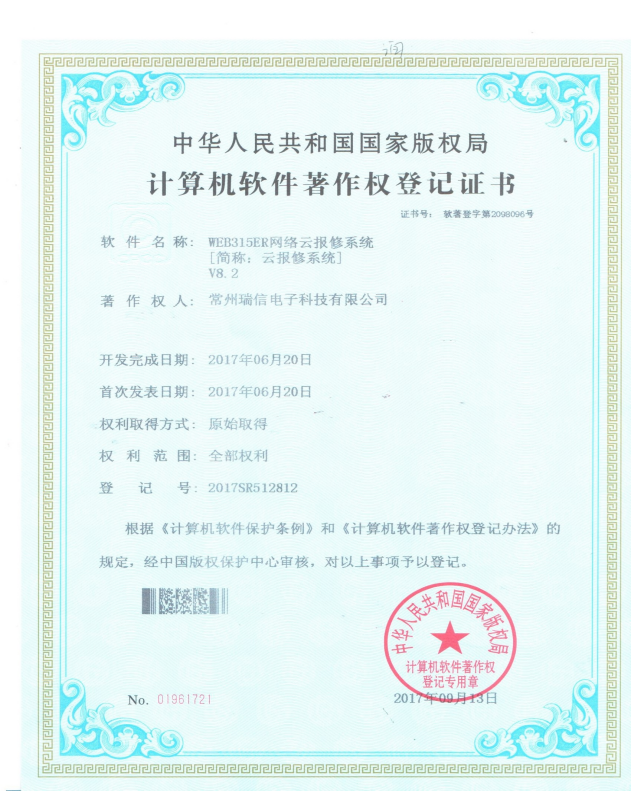 中华人民共和国国家版权局
计算机软件著作权登记证书
证书号： 软著登字第2098096号
软件名称： WEB315ER网络云报修系统
[简称：云报修系统]
V8.2
著作权人： 常州瑞信电子科技有限公司
开发完成日期： 2017年06月20日
首次发表日期： 2017年06月20日
权利取得方式： 原始取得
权利范围： 全部权利
登记号： 2017SR512812
根据《计算机软件保护条例》和《计算机软件著作权登记办法》的
规定，经中国版权保护中心审核，对以上事项予以登记。
中华人民共和国国家版权局
计算机软件著作权
登记专用章
No. 01961721
2017年09月13日